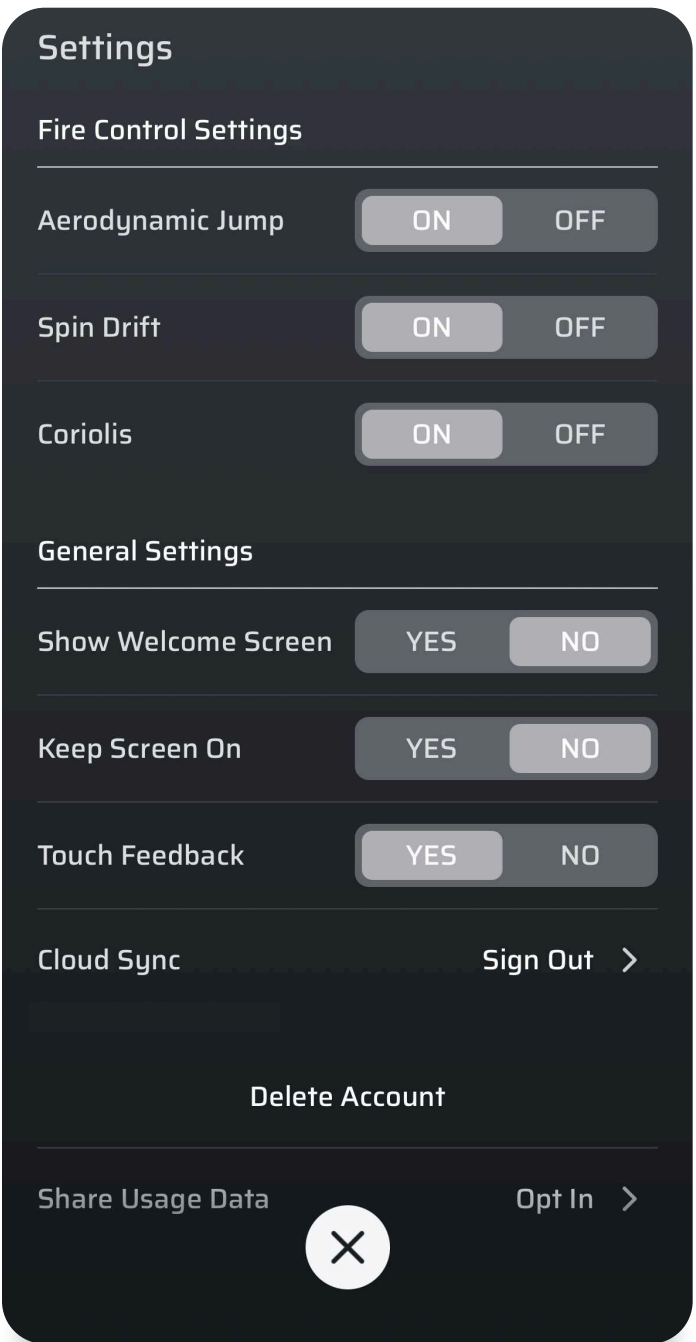 Settings
Fire Control Settings
Aerodynamic Jump ON OFF
Spin Drift ON OFF
Coriolis ON OFF
General Settings
Show Welcome Screen YES NO
Keep Screen On YES NO
Touch Feedback YES NO
Cloud Sync Sign Out
Delete Account
Share Usage Data Opt In